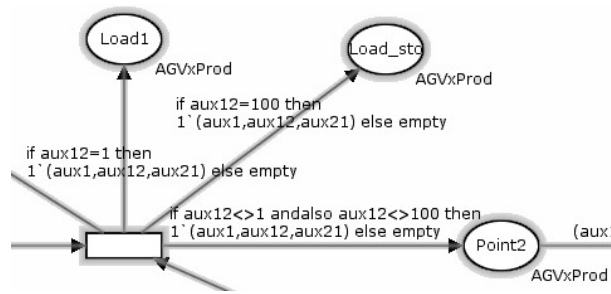 Load1
Load_sto
AGVxProd
AGVxProd
if aux12=100 then
1`(aux1,aux12,aux21) else empty
if aux12=1 then
1`(aux1,aux12,aux21) else empty
if aux12<>1 andalso aux12<>100 then
1`(aux1,aux12,aux21) else empty
Point2
(aux
AGVxProd